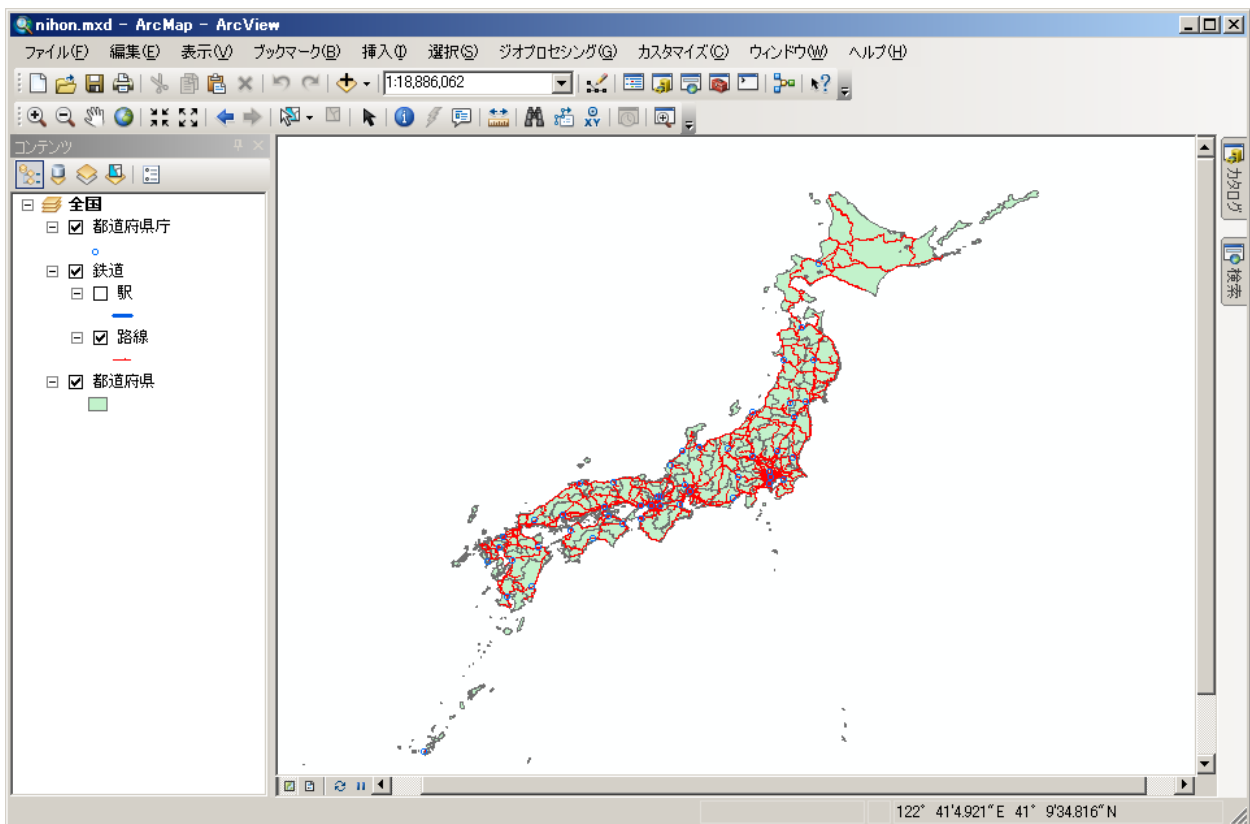 nihon.mxd - ArcMap - ArcView
ファイル(F) 編集(E) 表示(V) ブックマーク(B) 挿入(I) 選択(S) ジオプロセシング(G) カスタマイズ(C) ウィンドウ(W) ヘルプ(H)
1:18,886,062
XY
コンテンツ
全国
都道府県庁
鉄道
駅
路線
都道府県
カタログ
検索
122° 41'4.921"E 41° 9'34.816"N